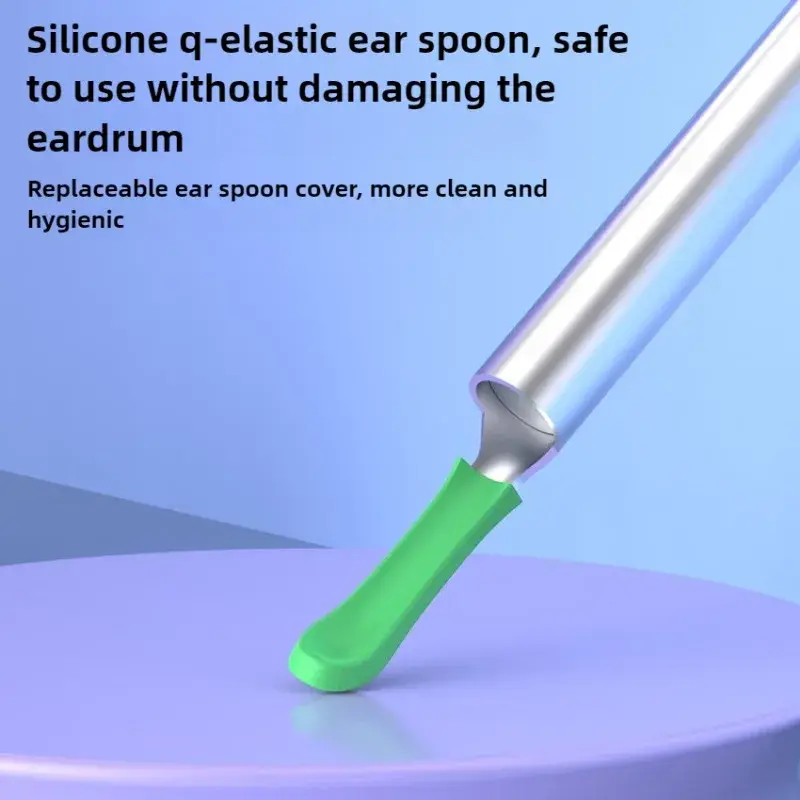 Silicone q-elastic ear spoon, safe
to use without damaging the
eardrum
Replaceable ear spoon cover, more clean and
hygienic